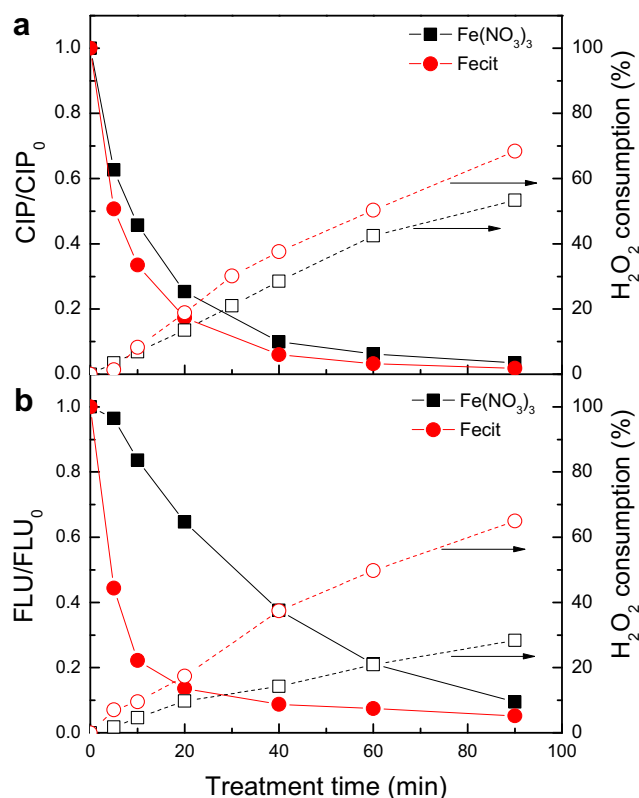 a
Fe(NO3)3
Fecit
1.0
0.8
0.6
0.4
0.2
0.0
CIP/CIP0
100
80
60
40
20
0
H2O2 consumption (%)
b
Fe(NO3)3
Fecit
1.0
0.8
0.6
0.4
0.2
0.0
FLU/FLU0
100
80
60
40
20
0
H2O2 consumption (%)
0 20 40 60 80 100
Treatment time (min)